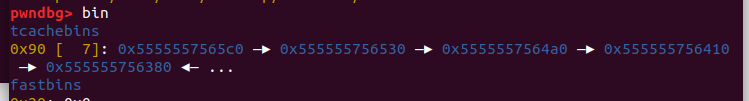 pwndbg> bin
tcachebins
0x90 [  7]: 0x5555557565c0 —▸ 0x555555756530 —▸ 0x5555557564a0 —▸ 0x555555756410
 —▸ 0x555555756380 ◂— ...
fastbins